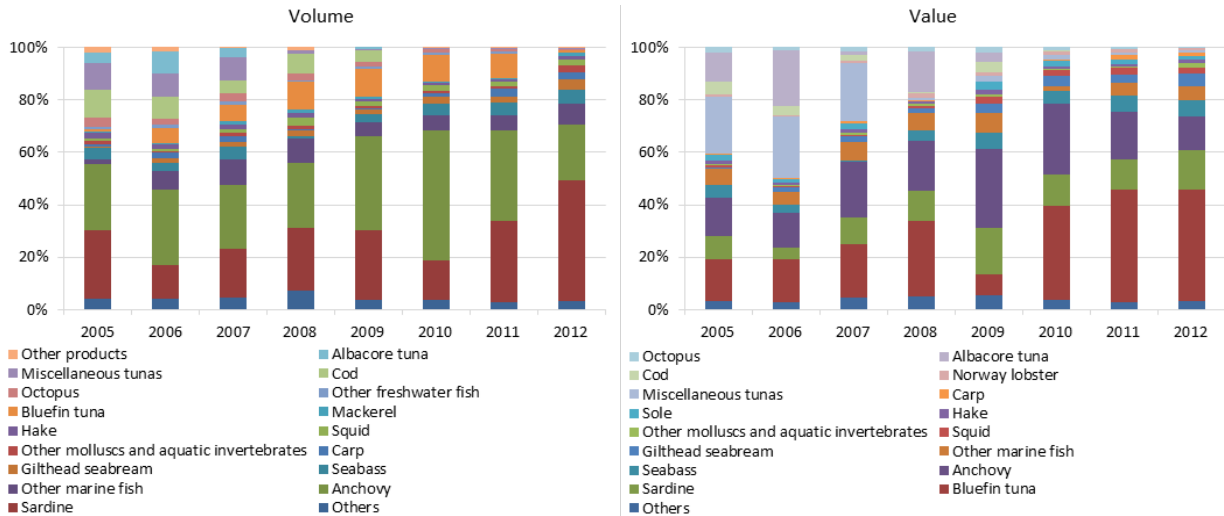 Volume
100%
80%
60%
40%
20%
0%
2005 2006 2007 2008 2009 2010 2011 2012
Other products Albacore tuna
Miscellaneous tunas Cod
Octopus Other freshwater fish
Bluefin tuna Mackerel
Hake Squid
Other molluscs and aquatic invertebrates Carp
Gilthead seabream Seabass
Other marine fish Anchovy
Sardine Others
Value
100%
80%
60%
40%
20%
0%
2005 2006 2007 2008 2009 2010 2011 2012
Octopus Albacore tuna
Cod Norway lobster
Miscellaneous tunas Carp
Sole Hake
Other molluscs and aquatic invertebrates Squid
Gilthead seabream Other marine fish
Seabass Anchovy
Sardine Bluefin tuna
Others